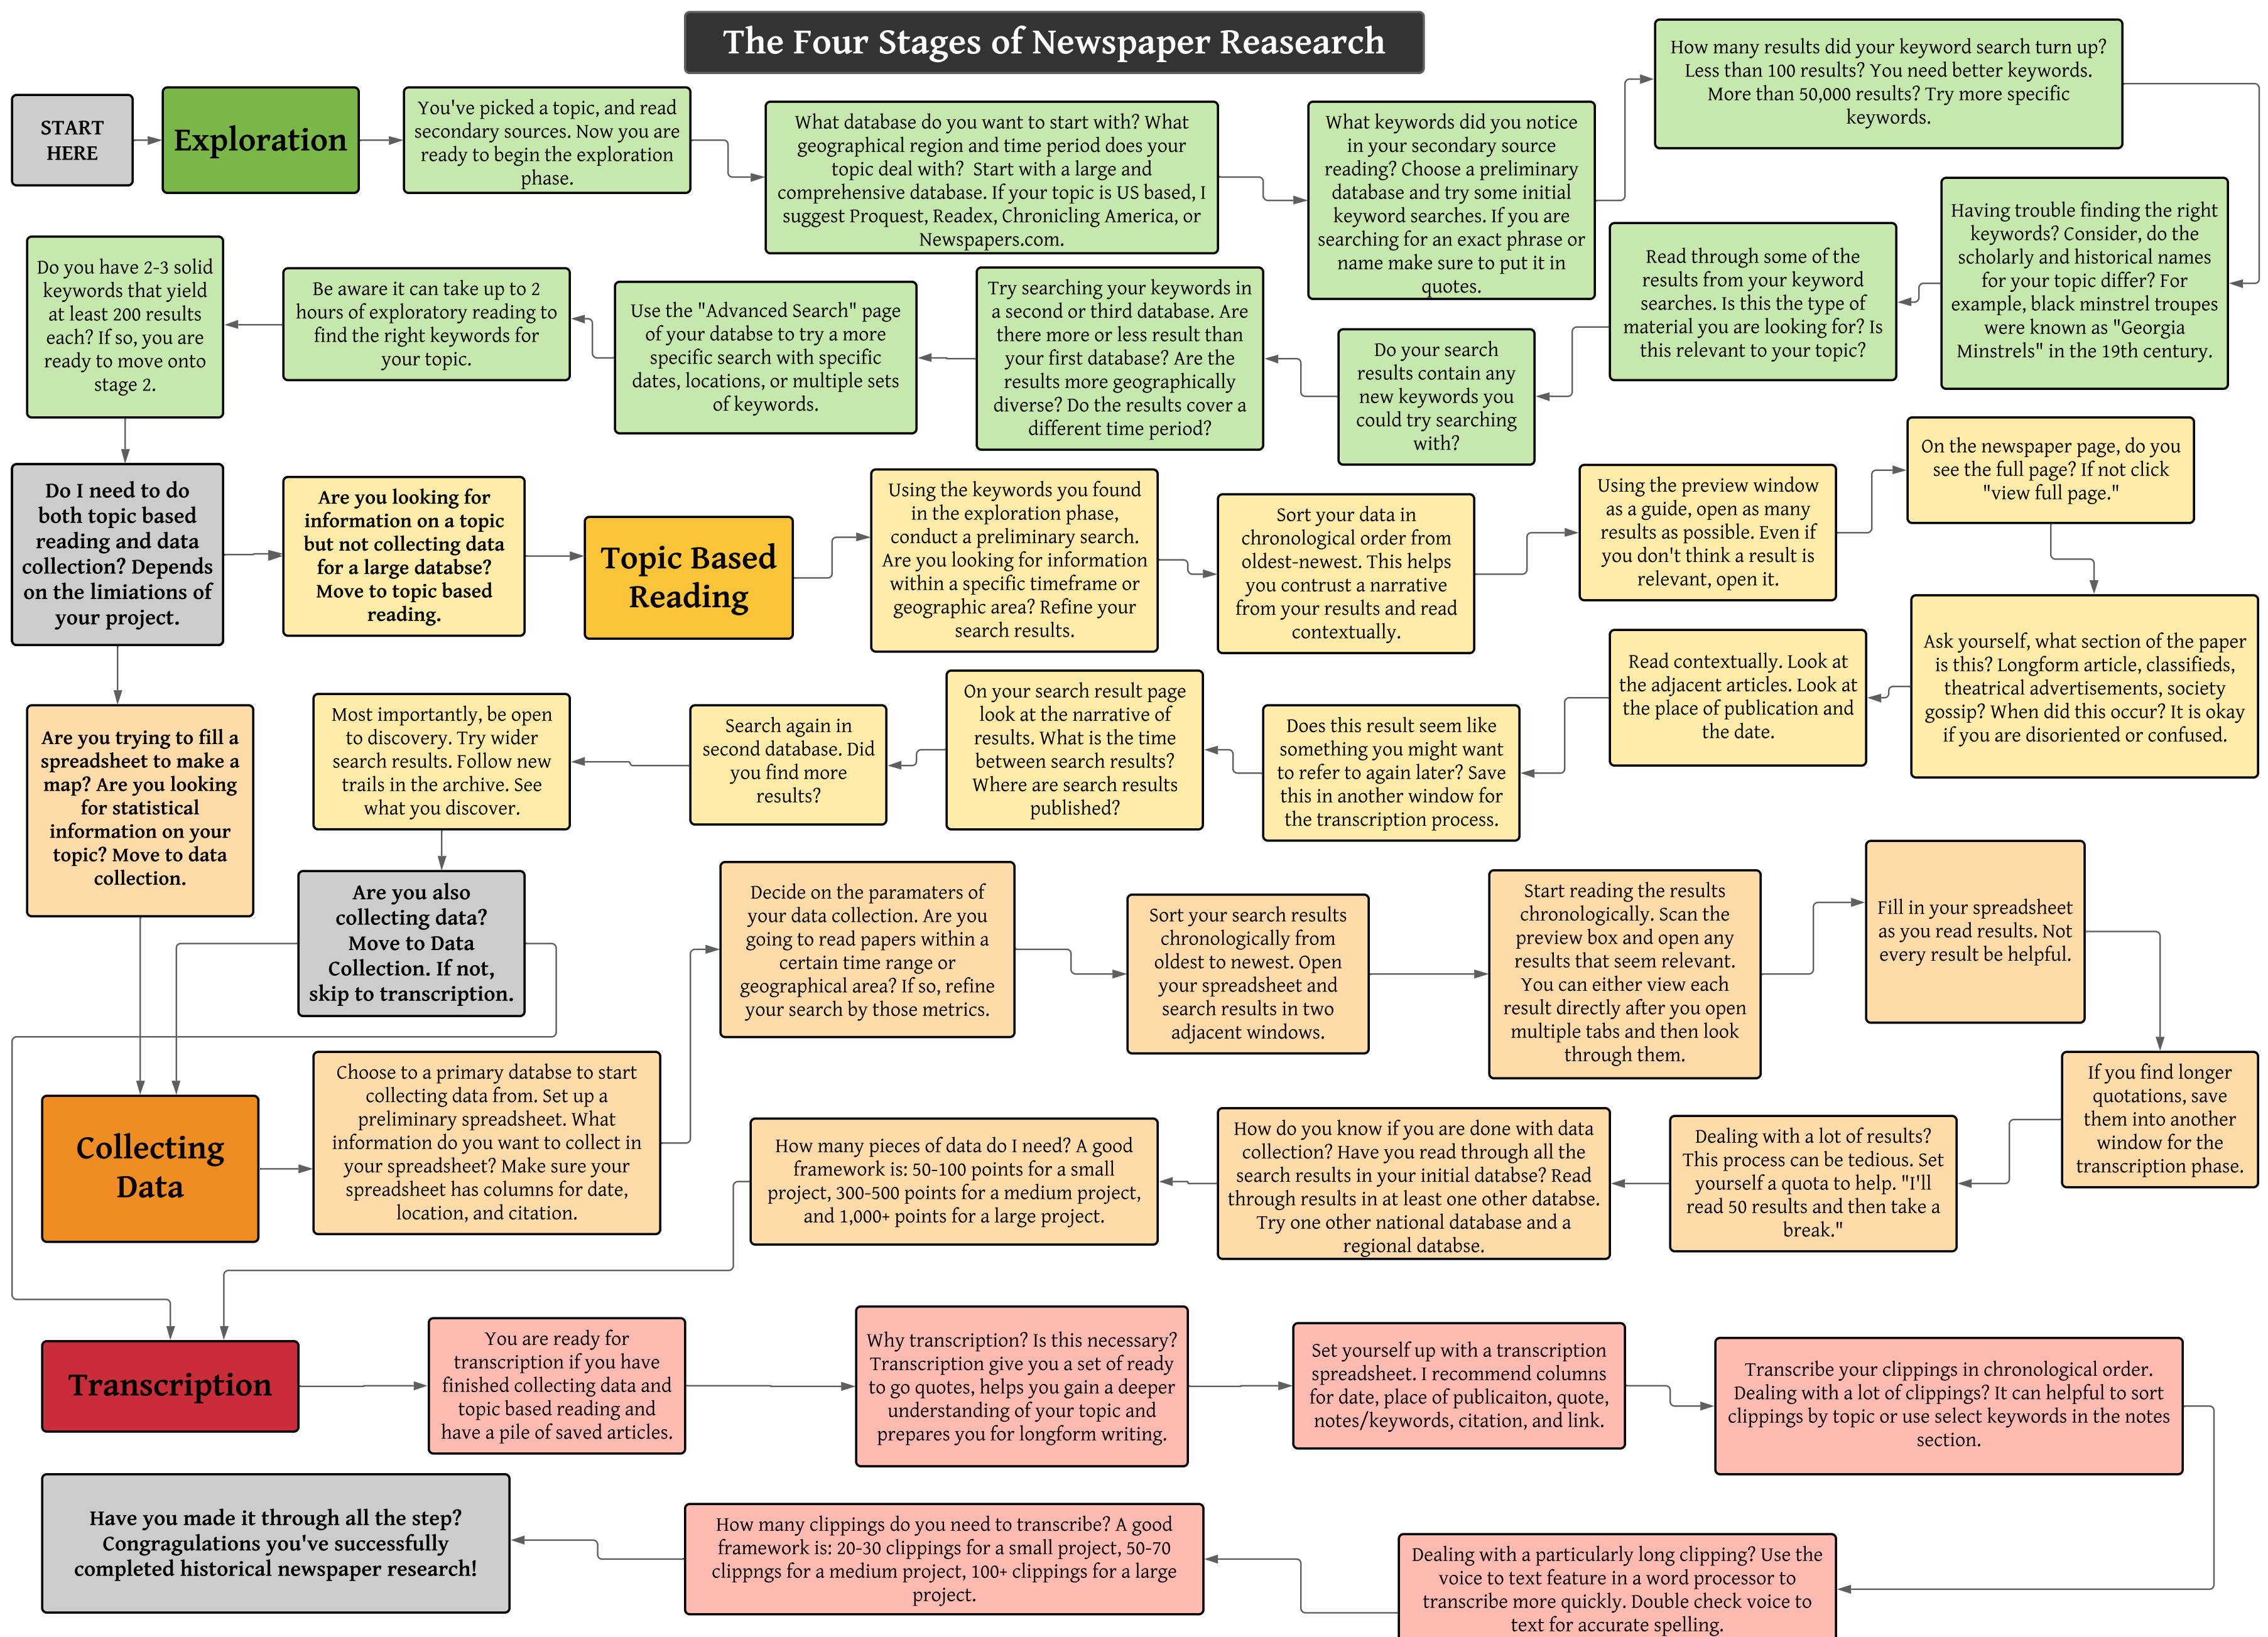 The Four Stages of Newspaper Reasearch
START
HERE
Exploration
You've picked a topic, and read
secondary sources. Now you are
ready to begin the exploration
phase.
What database do you want to start with? What
geographical region and time period does your
topic deal with? Start with a large and
comprehensive database. If your topic is US based, I
suggest Proquest, Readex, Chronicling America, or
Newspapers.com.
What keywords did you notice
in your secondary source
reading? Choose a preliminary
database and try some initial
keyword searches. If you are
searching for an exact phrase or
name make sure to put it in
quotes.
How many results did your keyword search turn up?
Less than 100 results? You need better keywords.
More than 50,000 results? Try more specific
keywords.
Having trouble finding the right
keywords? Consider, do the
scholarly and historical names
for your topic differ? For
example, black minstrel troupes
were known as "Georgia
Minstrels" in the 19th century.
Read through some of the
results from your keyword
searches. Is this the type of
material you are looking for? Is
this relevant to your topic?
Do your search
results contain any
new keywords you
could try searching
with?
Try searching your keywords in
a second or third database. Are
there more or less result than
your first database? Are the
results more geographically
diverse? Do the results cover a
different time period?
Use the "Advanced Search" page
of your databse to try a more
specific search with specific
dates, locations, or multiple sets
of keywords.
Be aware it can take up to 2
hours of exploratory reading to
find the right keywords for
your topic.
Do you have 2-3 solid
keywords that yield
at least 200 results
each? If so, you are
ready to move onto
stage 2.
Do I need to do
both topic based
reading and data
collection? Depends
on the limiations of
your project.
Are you looking for
information on a topic
but not collecting data
for a large databse?
Move to topic based
reading.
Topic Based
Reading
Using the keywords you found
in the exploration phase,
conduct a preliminary search.
Are you looking for information
within a specific timeframe or
geographic area? Refine your
search results.
Sort your data in
chronological order from
oldest-newest. This helps
you contrust a narrative
from your results and read
contextually.
Using the preview window
as a guide, open as many
results as possible. Even if
you don't think a result is
relevant, open it.
On the newspaper page, do you
see the full page? If not click
"view full page."
Ask yourself, what section of the paper
is this? Longform article, classifieds,
theatrical advertisements, society
gossip? When did this occur? It is okay
if you are disoriented or confused.
Read contextually. Look at
the adjacent articles. Look at
the place of publication and
the date.
Does this result seem like
something you might want
to refer to again later? Save
this in another window for
the transcription process.
On your search result page
look at the narrative of
results. What is the time
between search results?
Where are search results
published?
Search again in
second database. Did
you find more
results?
Most importantly, be open
to discovery. Try wider
search results. Follow new
trails in the archive. See
what you discover.
Are you trying to fill a
spreadsheet to make a
map? Are you looking
for statistical
information on your
topic? Move to data
collection.
Are you also
collecting data?
Move to Data
Collection. If not,
skip to transcription.
Collecting
Data
Choose to a primary databse to start
collecting data from. Set up a
preliminary spreadsheet. What
information do you want to collect in
your spreadsheet? Make sure your
spreadsheet has columns for date,
location, and citation.
Decide on the paramaters of
your data collection. Are you
going to read papers within a
certain time range or
geographical area? If so, refine
your search by those metrics.
Sort your search results
chronologically from
oldest to newest. Open
your spreadsheet and
search results in two
adjacent windows.
Start reading the results
chronologically. Scan the
preview box and open any
results that seem relevant.
You can either view each
result directly after you open
multiple tabs and then look
through them.
Fill in your spreadsheet
as you read results. Not
every result be helpful.
If you find longer
quotations, save
them into another
window for the
transcription phase.
Dealing with a lot of results?
This process can be tedious. Set
yourself a quota to help. "I'll
read 50 results and then take a
break."
How do you know if you are done with data
collection? Have you read through all the
search results in your initial databse? Read
through results in at least one other databse.
Try one other national database and a
regional databse.
How many pieces of data do I need? A good
framework is: 50-100 points for a small
project, 300-500 points for a medium project,
and 1,000+ points for a large project.
Transcription
You are ready for
transcription if you have
finished collecting data and
topic based reading and
have a pile of saved articles.
Why transcription? Is this necessary?
Transcription give you a set of ready
to go quotes, helps you gain a deeper
understanding of your topic and
prepares you for longform writing.
Set yourself up with a transcription
spreadsheet. I recommend columns
for date, place of publicaiton, quote,
notes/keywords, citation, and link.
Transcribe your clippings in chronological order.
Dealing with a lot of clippings? It can helpful to sort
clippings by topic or use select keywords in the notes
section.
Dealing with a particularly long clipping? Use the
voice to text feature in a word processor to
transcribe more quickly. Double check voice to
text for accurate spelling.
How many clippings do you need to transcribe? A good
framework is: 20-30 clippings for a small project, 50-70
clippngs for a medium project, 100+ clippings for a large
project.
Have you made it through all the step?
Congragulations you've successfully
completed historical newspaper research!